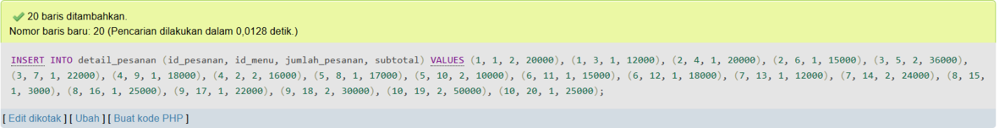 20 baris ditambahkan.
Nomor baris baru: 20 (Pencarian dilakukan dalam 0,0128 detik.)
INSERT INTO detail_pesanan (id_pesanan, id_menu, jumlah_pesanan, subtotal) VALUES (1, 1, 2, 20000), (1, 3, 1, 12000), (2, 4, 1, 20000), (2, 6, 1, 15000), (3, 5, 2, 36000),
(3, 7, 1, 22000), (4, 9, 1, 18000), (4, 2, 2, 16000), (5, 8, 1, 17000), (5, 10, 2, 10000), (6, 11, 1, 15000), (6, 12, 1, 18000), (7, 13, 1, 12000), (7, 14, 2, 24000), (8, 15,
1, 3000), (8, 16, 1, 25000), (9, 17, 1, 22000), (9, 18, 2, 30000), (10, 19, 2, 50000), (10, 20, 1, 25000);
[ Edit dikotak ] [ Ubah ] [ Buat kode PHP ]